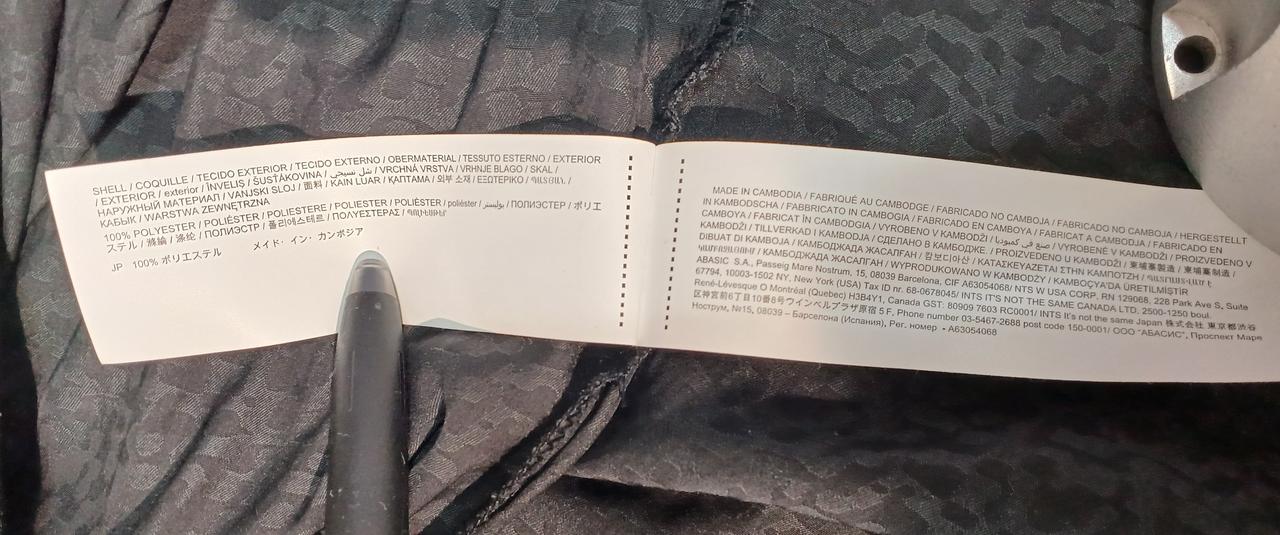 SHELL / COQUILLE / TECIDO EXTERIOR / TECIDO EXTERNO / OBERMATERIAL / TESSUTO ESTERNO / EXTERIOR
/ EXTERIOR / exterior / ÎNVELIŞ / ŠUSŤÁKOVINA / شل نسيجي / VRCHNÁ VRSTVA / VRHNJE BLAGO / SKAL /
НАРУЖНЫЙ МАТЕРИАЛ / VANJSKI SLOJ / 面料 / KAIN LUAR / ҚАПТАМА / 외부 소재 / ΕΞΩΤΕΡΙΚΟ /
КАБЫК / WARSTWA ZEWNĘTRZNA
100% POLYESTER / POLIÉSTER / POLIESTERE / POLIESTER / POLIÉSTER / poliéster / بوليستر / ПОЛИЭСТЕР / ポリエ
ステル / 滌綸 / 涤纶 / ПОЛИЭСТР / 폴리에스테르 / ΠΟΛΥΕΣΤΕΡΑΣ /
JP 100% ポリエステル メイド・イン・カンボジア
MADE IN CAMBODIA / FABRIQUÉ AU CAMBODGE / FABRICADO NO CAMBOJA / FABRICADO NO CAMBOJA / HERGESTELLT
IN KAMBODSCHA / FABBRICATO IN CAMBOGIA / FABRICADO EN CAMBOYA / FABRICAT A CAMBODJA / FABRICADO EN
CAMBOYA / FABRICAT ÎN CAMBODGIA / VYROBENO V KAMBODŽI / صنع في كمبوديا / VYROBENÉ V KAMBODŽI / PROIZVEDENO V
KAMBODŽI / TILLVERKAD I KAMBODJA / СДЕЛАНО В КАМБОДЖЕ. / PROIZVEDENO U KAMBODŽI / 柬埔寨製造 / 柬埔寨制造 /
DIBUAT DI KAMBOJA / КАМБОДЖАДА ЖАСАЛҒАН / 캄보디아산 / ΚΑΤΑΣΚΕΥΑΖΕΤΑΙ ΣΤΗΝ ΚΑΜΠΟΤΖΗ /
/ КАМБОДЖАДА ЖАСАЛГАН / WYPRODUKOWANO W KAMBODŻY / KAMBOÇYA'DA ÜRETİLMİŞTİR
ABASIC S.A., Passeig Mare Nostrum, 15, 08039 Barcelona, CIF A63054068/ NTS W USA CORP. RN 129068, 228 Park Ave S, Suite
67794, 10003-1502 NY, New York (USA) Tax ID nr. 68-0678045/ INTS IT'S NOT THE SAME CANADA LTD. 2500-1250 boul.
René-Lévesque O Montréal (Quebec) H3B4Y1, Canada GST: 80909 7603 RC0001/ INTS It's not the same Japan 株式会社 東京都渋谷
区神宮前6丁目10番8号ウインベルプラザ原宿 5 F, Phone number 03-5467-2688 post code 150-0001/ ООО "АБАСИС", Проспект Маре
Нострум, №15, 08039 – Барселона (Испания), Рег. номер • A63054068